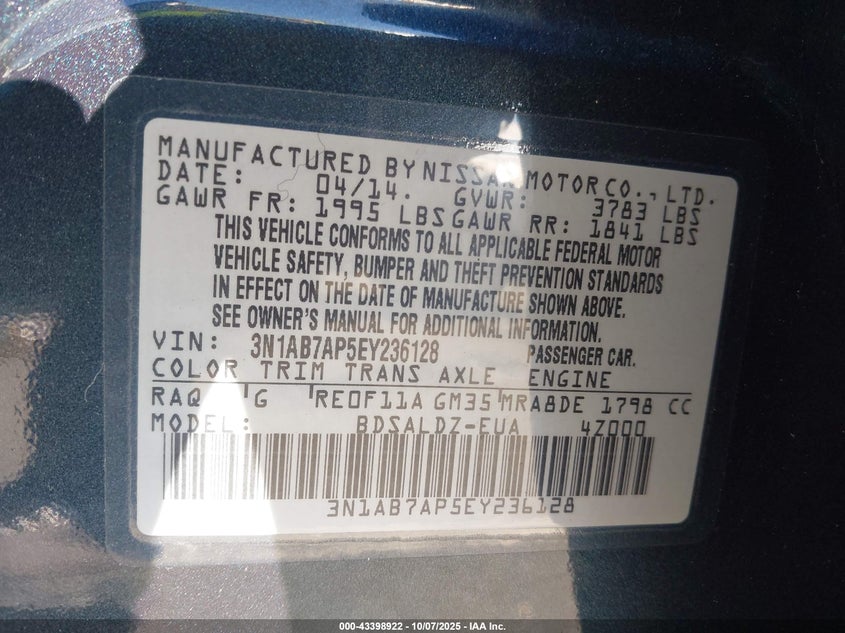 MANUFACTURED BY NISSAN MOTOR CO., LTD.
DATE: 04/14. GVWR: 3783 LBS
GAWR FR: 1995 LBS GAWR RR: 1841 LBS
THIS VEHICLE CONFORMS TO ALL APPLICABLE FEDERAL MOTOR
VEHICLE SAFETY, BUMPER AND THEFT PREVENTION STANDARDS
IN EFFECT ON THE DATE OF MANUFACTURE SHOWN ABOVE.
SEE OWNER'S MANUAL FOR ADDITIONAL INFORMATION.
VIN: 3N1AB7AP5EY236128 PASSENGER CAR.
COLOR TRIM TRANS AXLE ENGINE
RAQ G RE0F11A GM35 MRA8DE 1798 CC
MODEL: BDSALDZ-EUA 4Z000
3N1AB7AP5EY236128
000-43398922 - 10/07/2025 - IAA Inc.